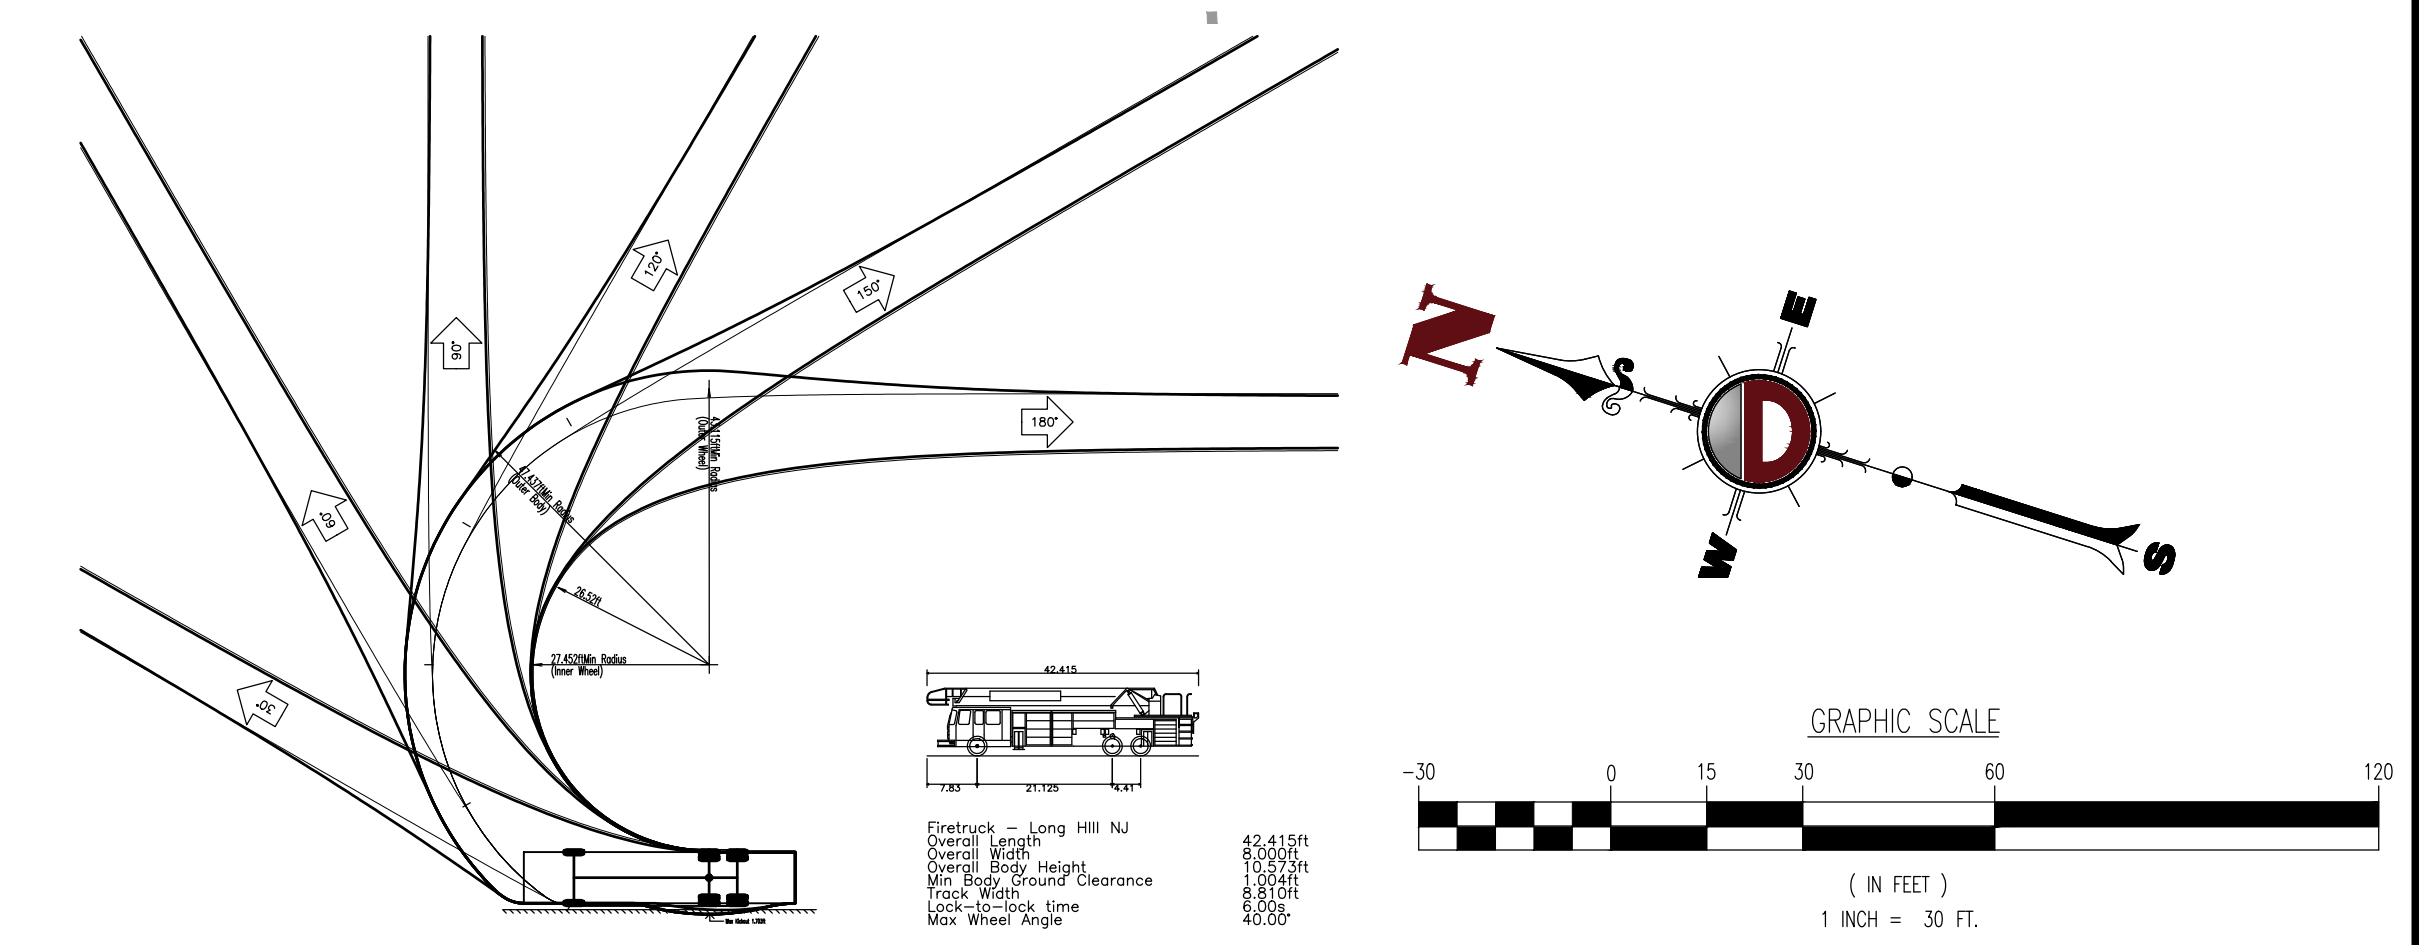 120°
150°
90°
180°
60°
30°
47.437ftMin Radius
(Outer Body)
Min Radius
(Outer Wheel)
26.52ft
27.452ftMin Radius
(Inner Wheel)
42.415
7.83
21.125
4.41
Firetruck – Long HIll NJ
Overall Length 42.415ft
Overall Width 8.000ft
Overall Body Height 10.573ft
Min Body Ground Clearance 1.004ft
Track Width 8.810ft
Lock–to–lock time 6.00s
Max Wheel Angle 40.00°
N
E
D
W
S
GRAPHIC SCALE
-30 0 15 30 60 120
( IN FEET )
1 INCH = 30 FT.